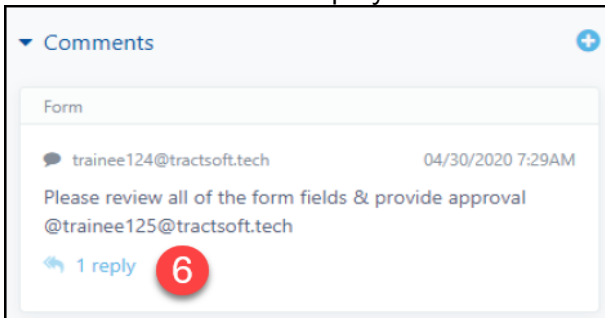 Comments
Form
trainee124@tractsoft.tech 04/30/2020 7:29AM
Please review all of the form fields & provide approval
@trainee125@tractsoft.tech
1 reply 6